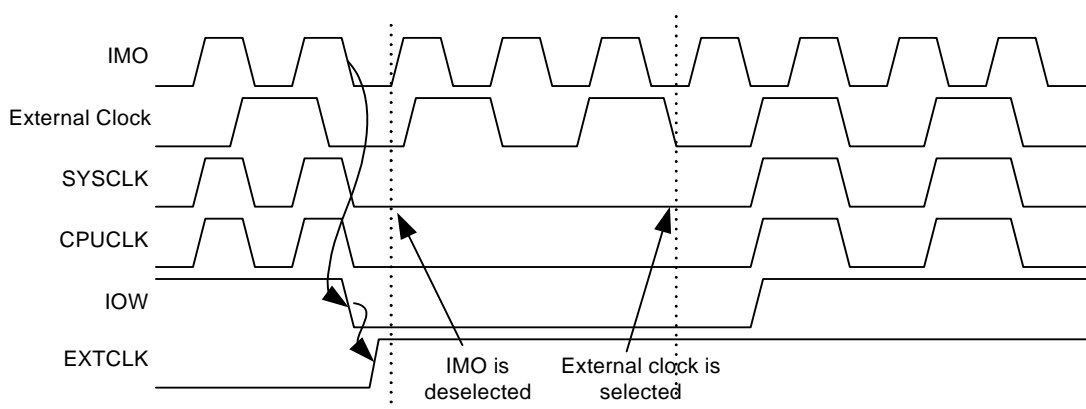 IMO
External Clock
SYSCLK
CPUCLK
IOW
EXTCLK
IMO is
deselected
External clock is
selected